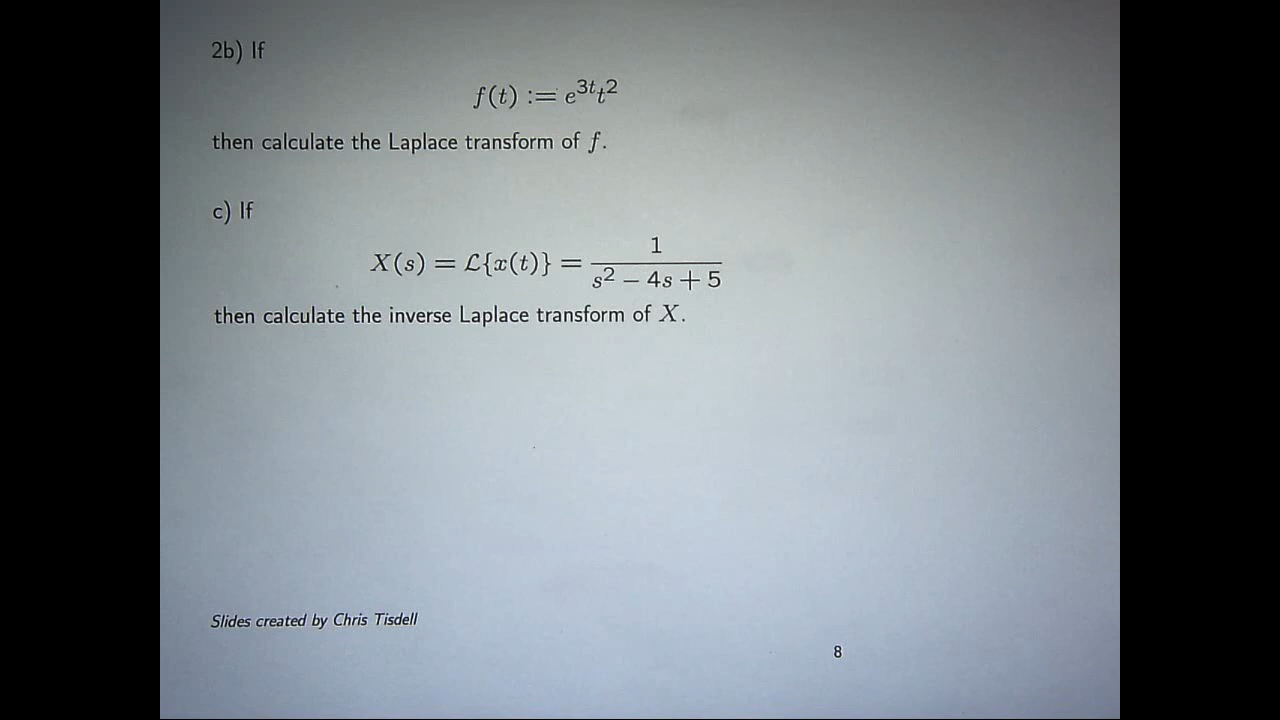 2b) If
f(t) := e^{3t}t^2
then calculate the Laplace transform of f.
c) If
X(s) = ℒ{x(t)} = \frac{1}{s^2 − 4s + 5}
then calculate the inverse Laplace transform of X.
Slides created by Chris Tisdell
8